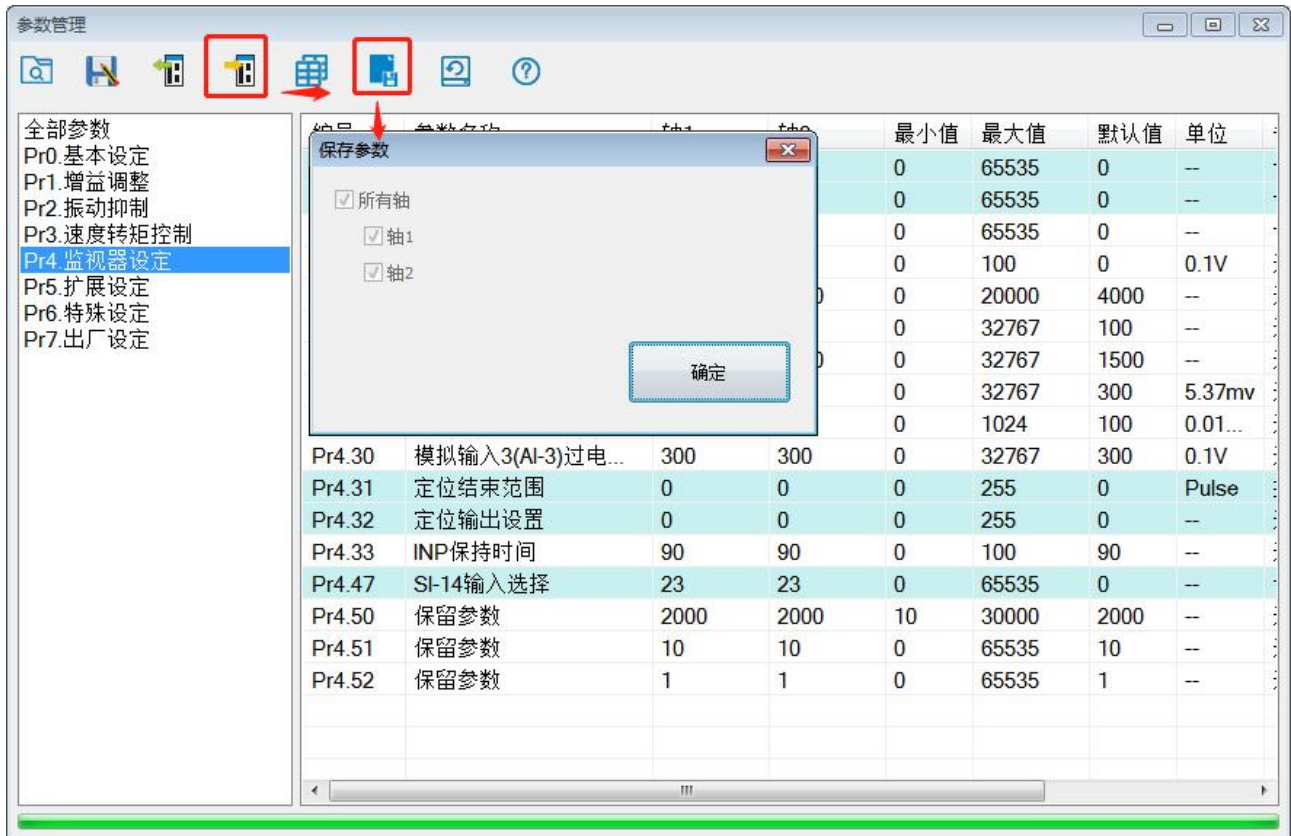 参数管理
全部参数
Pr0.基本设定
Pr1.增益调整
Pr2.振动抑制
Pr3.速度转矩控制
Pr4.监视器设定
Pr5.扩展设定
Pr6.特殊设定
Pr7.出厂设定
最小值 最大值 默认值 单位
保存参数
所有轴
轴1
轴2
确定
0 65535 0 --
0 65535 0 --
0 65535 0 --
0 100 0 0.1V
0 20000 4000 --
0 32767 100 --
0 32767 1500 --
0 32767 300 5.37mv
0 1024 100 0.01...
Pr4.30 模拟输入3(AI-3)过电... 300 300 0 32767 300 0.1V
Pr4.31 定位结束范围 0 0 0 255 0 Pulse
Pr4.32 定位输出设置 0 0 0 255 0 --
Pr4.33 INP保持时间 90 90 0 100 90 --
Pr4.47 SI-14输入选择 23 23 0 65535 0 --
Pr4.50 保留参数 2000 2000 10 30000 2000 --
Pr4.51 保留参数 10 10 0 65535 10 --
Pr4.52 保留参数 1 1 0 65535 1 --